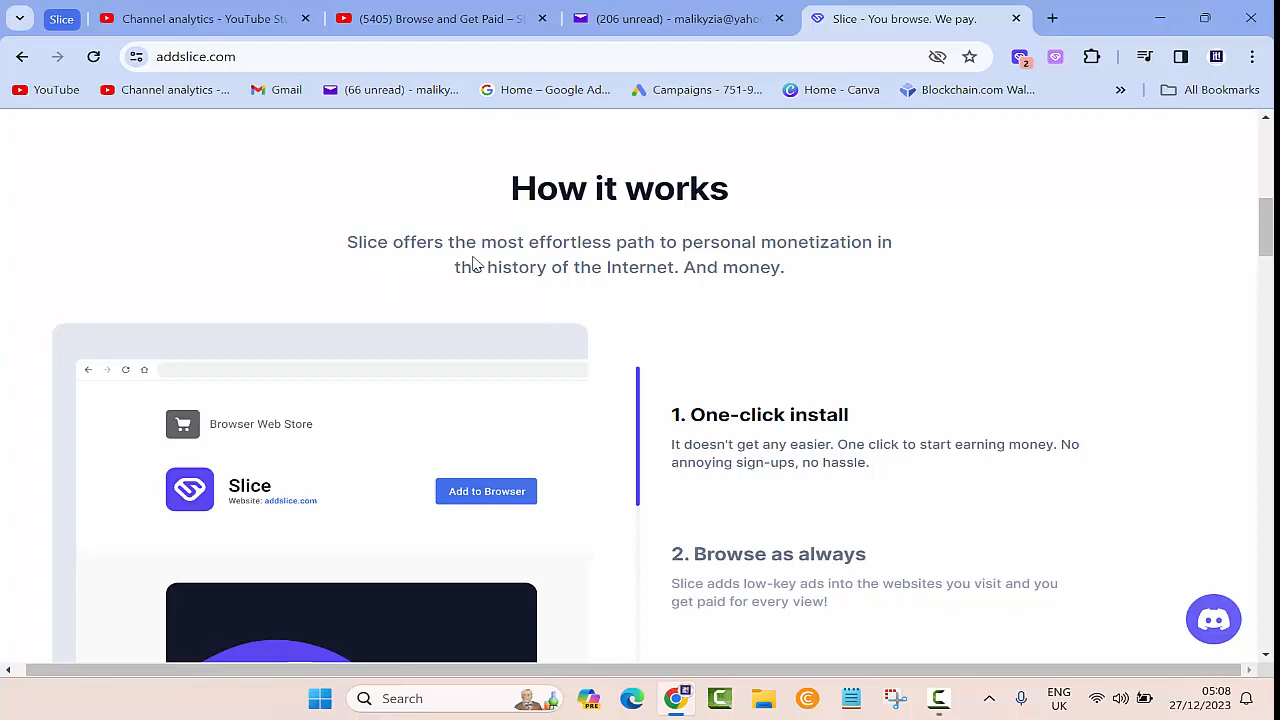 Slice
Channel analytics - YouTube Stu
(5405) Browse and Get Paid – S
(206 unread) - malikyzia@yahoo
Slice - You browse. We pay.
addslice.com
2
it!
YouTube
Channel analytics -...
Gmail
(66 unread) - maliky...
Home – Google Ad...
Campaigns - 751-9...
Home - Canva
Blockchain.com Wal...
»
All Bookmarks
How it works
Slice offers the most effortless path to personal monetization in
the history of the Internet. And money.
Browser Web Store
Slice
Website: addslice.com
Add to Browser
1. One-click install
It doesn't get any easier. One click to start earning money. No
annoying sign-ups, no hassle.
2. Browse as always
Slice adds low-key ads into the websites you visit and you
get paid for every view!
Search
PRE
it!
ENG
UK
05:08
27/12/2023